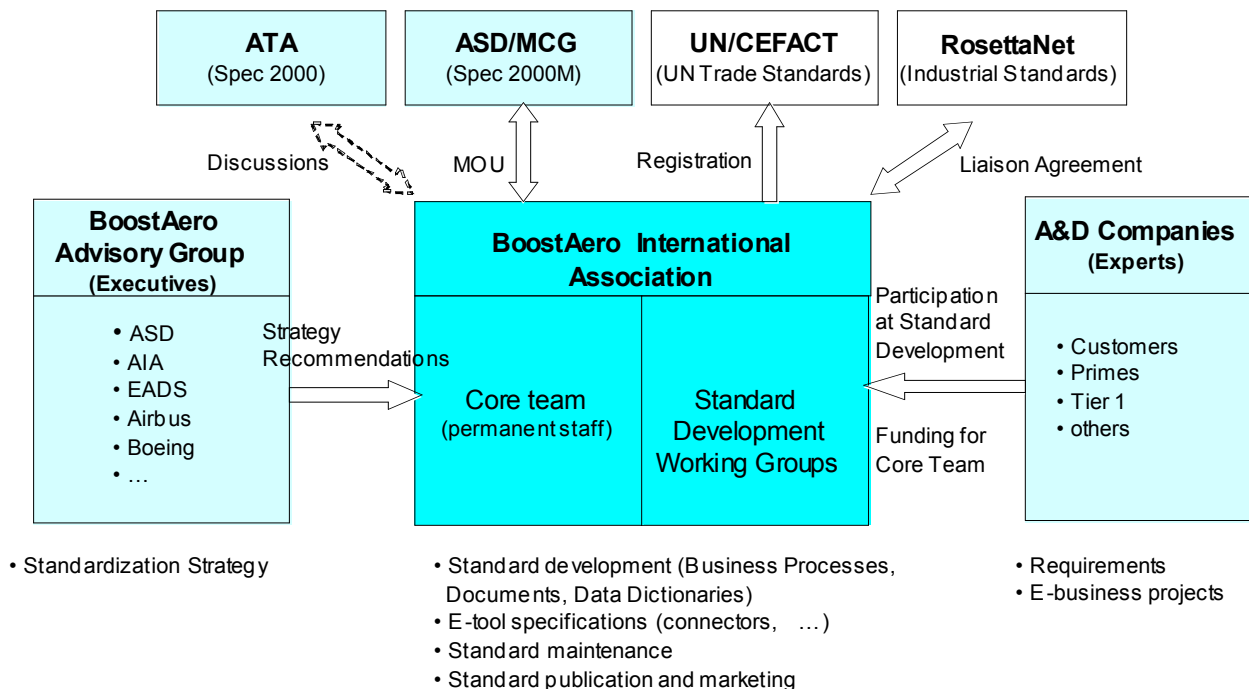 ATA
(Spec 2000)
ASD/MCG
(Spec 2000M)
UN/CEFACT
(UN Trade Standards)
RosettaNet
(Industrial Standards)
Discussions
MOU
Registration
Liaison Agreement
BoostAero
Advisory Group
(Executives)
• ASD
• AIA
• EADS
• Airbus
• Boeing
• …
Strategy
Recommendations
BoostAero International
Association
Core team
(permanent staff)
Standard
Development
Working Groups
Participation
at Standard
Development
Funding for
Core Team
A&D Companies
(Experts)
• Customers
• Primes
• Tier 1
• others
• Standardization Strategy
• Standard development (Business Processes,
Documents, Data Dictionaries)
• E-tool specifications (connectors, …)
• Standard maintenance
• Standard publication and marketing
• Requirements
• E-business projects